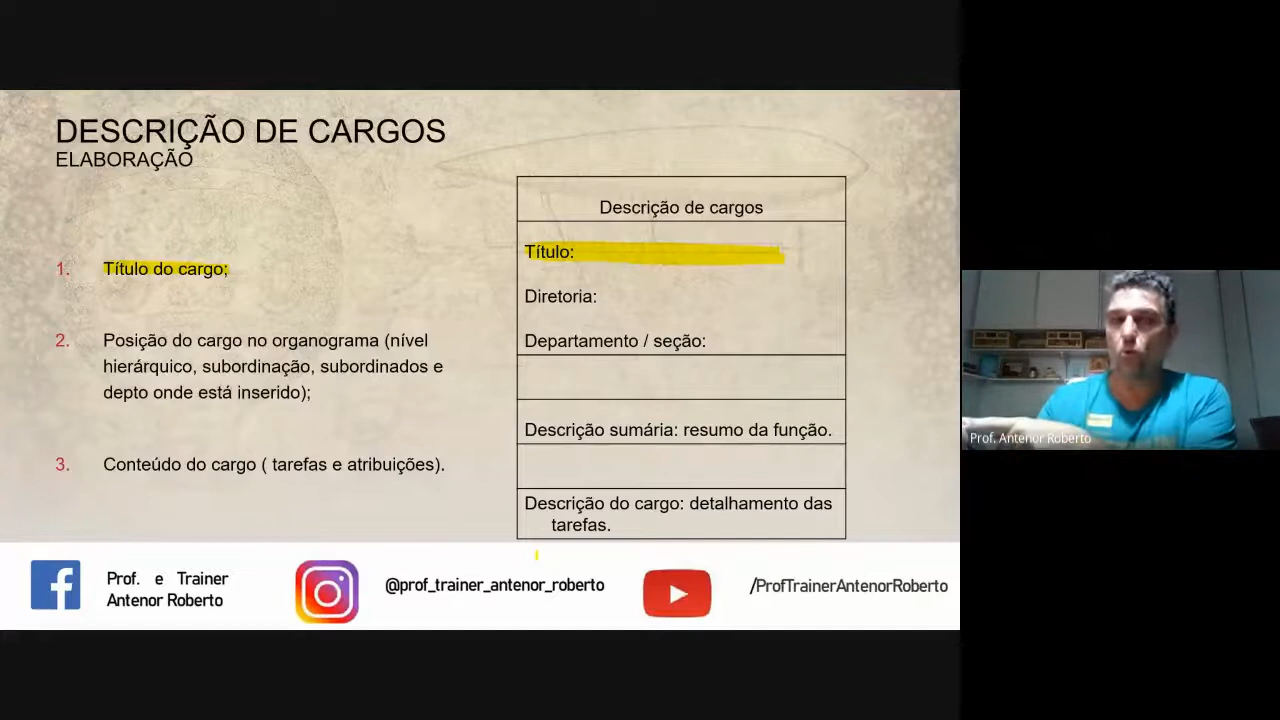 DESCRIÇÃO DE CARGOS
ELABORAÇÃO
1. Título do cargo;
2. Posição do cargo no organograma (nível
hierárquico, subordinação, subordinados e
depto onde está inserido);
3. Conteúdo do cargo ( tarefas e atribuições).
Descrição de cargos
Título:
Diretoria:
Departamento / seção:
Descrição sumária: resumo da função.
Descrição do cargo: detalhamento das
tarefas.
Prof. e Trainer
Antenor Roberto
@prof_trainer_antenor_roberto
/ProfTrainerAntenorRoberto
Prof. Antenor Roberto